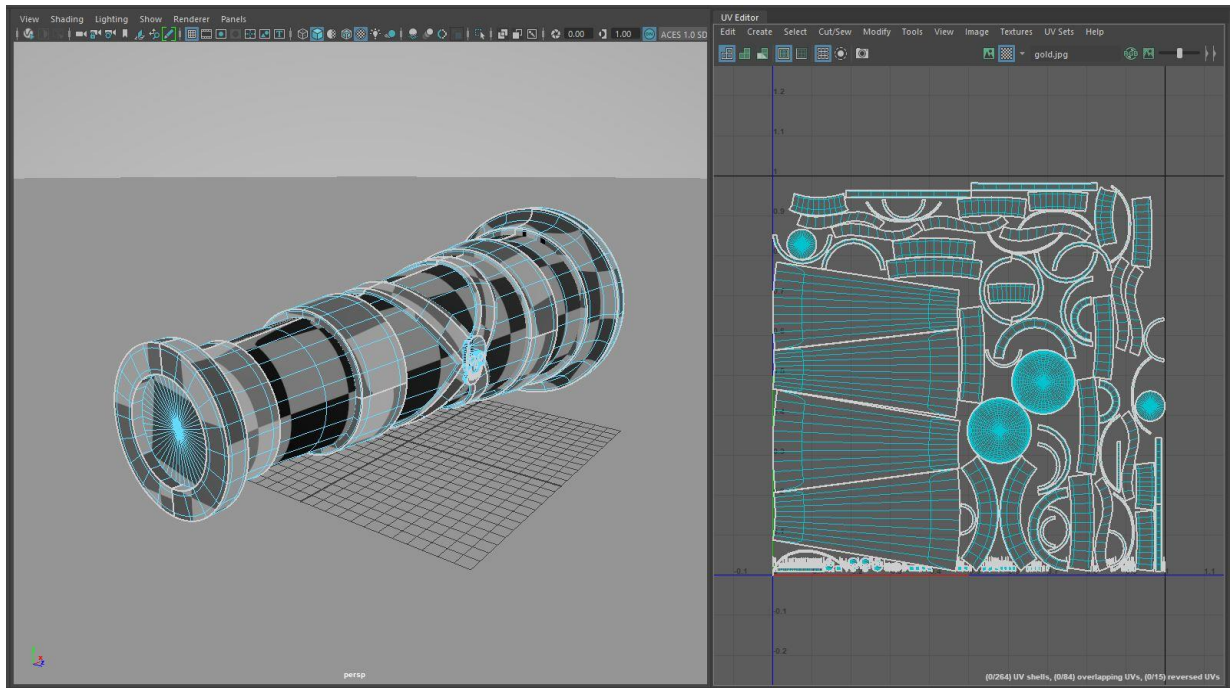 View Shading Lighting Show Renderer Panels
0.00 1.00 ACES 1.0 SD
persp
UV Editor
Edit Create Select Cut/Sew Modify Tools View Image Textures UV Sets Help
gold.jpg
1.2
1.1
1
0.9
-0.1 1.1
-0.1
-0.2
(0/264) UV shells, (0/84) overlapping UVs, (0/15) reversed UVs